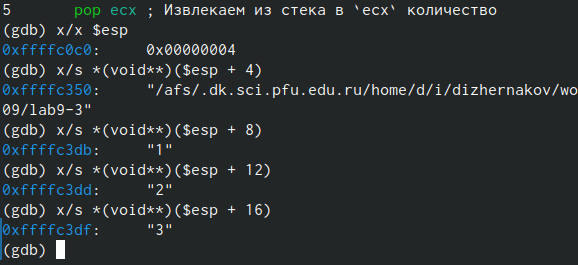 5       pop ecx ; Извлекаем из стека в `ecx` количество
(gdb) x/x $esp
0xffffc0c0:     0x00000004
(gdb) x/s *(void**)($esp + 4)
0xffffc350:     "/afs/.dk.sci.pfu.edu.ru/home/d/i/dizhernakov/wo
09/lab9-3"
(gdb) x/s *(void**)($esp + 8)
0xffffc3db:     "1"
(gdb) x/s *(void**)($esp + 12)
0xffffc3dd:     "2"
(gdb) x/s *(void**)($esp + 16)
0xffffc3df:     "3"
(gdb)